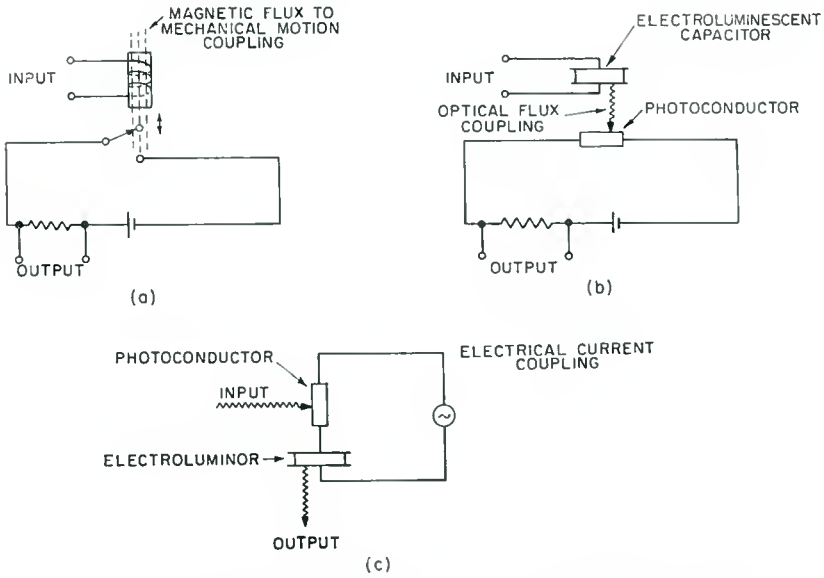 MAGNETIC FLUX TO
MECHANICAL MOTION
COUPLING
INPUT
OUTPUT
(a)
ELECTROLUMINESCENT
CAPACITOR
INPUT
OPTICAL FLUX
COUPLING
PHOTOCONDUCTOR
OUTPUT
(b)
PHOTOCONDUCTOR
INPUT
ELECTRICAL CURRENT
COUPLING
ELECTROLUMINOR
OUTPUT
(c)